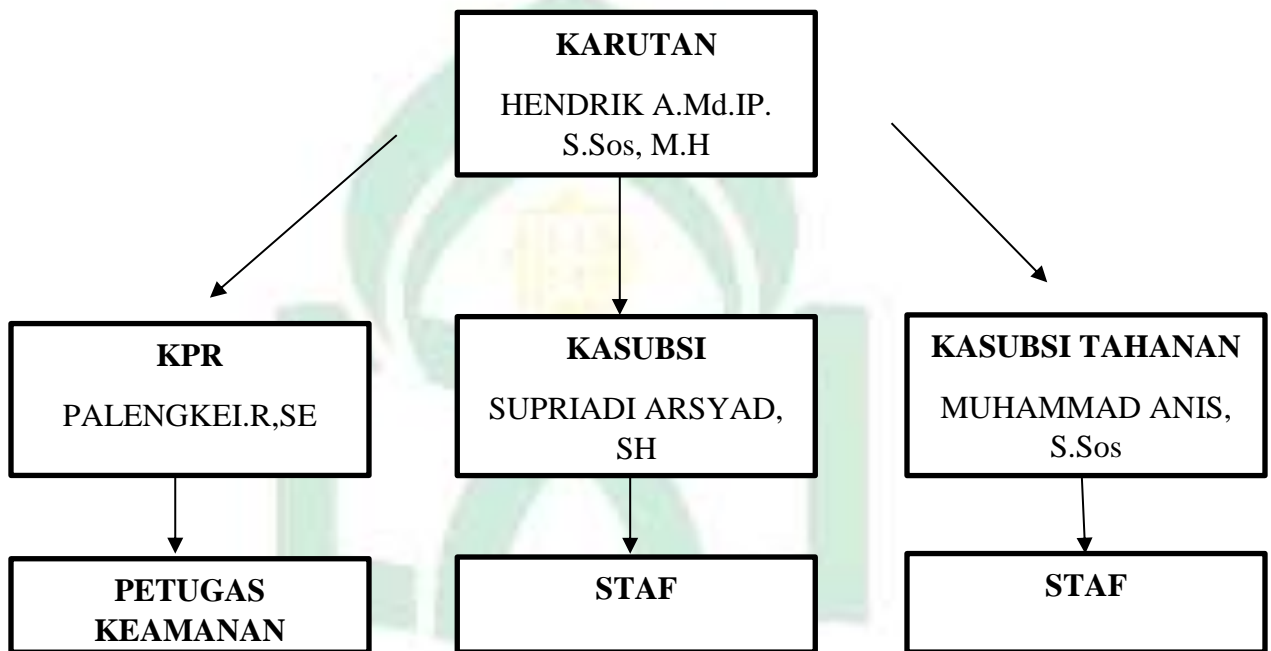 KARUTAN
HENDRIK A.Md.IP.
S.Sos, M.H
KPR
PALENGKEI.R,SE
KASUBSI
SUPRIADI ARSYAD,
SH
KASUBSI TAHANAN
MUHAMMAD ANIS,
S.Sos
PETUGAS
KEAMANAN
STAF
STAF